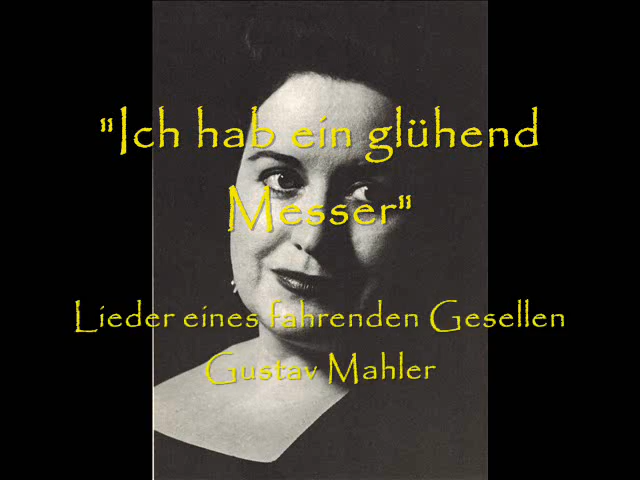 "Ich hab ein glühend
Messer"
Lieder eines fahrenden Gesellen
Gustav Mahler